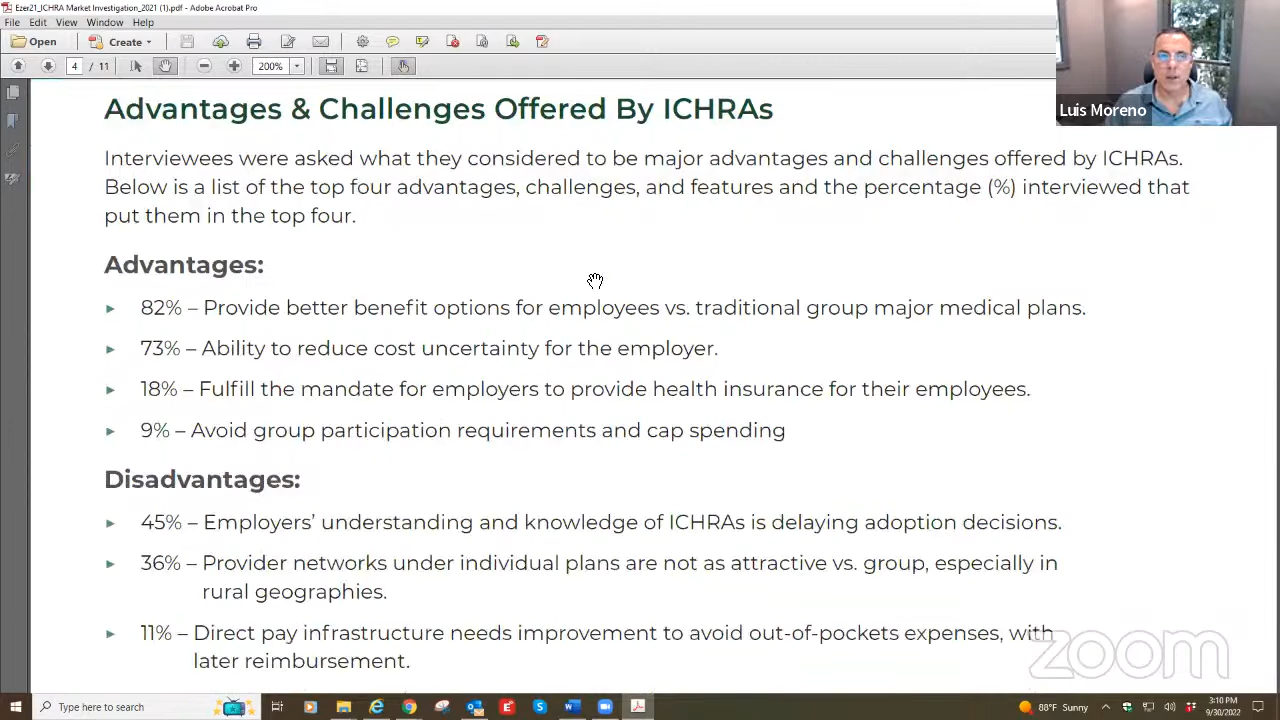 Ezer21_ICHRA Market Investigation_2021 (1).pdf - Adobe Acrobat Pro
File Edit View Window Help
Open Create
4 / 11 200%
Luis Moreno
Advantages & Challenges Offered By ICHRAs
Interviewees were asked what they considered to be major advantages and challenges offered by ICHRAs.
Below is a list of the top four advantages, challenges, and features and the percentage (%) interviewed that
put them in the top four.
Advantages:
82% – Provide better benefit options for employees vs. traditional group major medical plans.
73% – Ability to reduce cost uncertainty for the employer.
18% – Fulfill the mandate for employers to provide health insurance for their employees.
9% – Avoid group participation requirements and cap spending
Disadvantages:
45% – Employers’ understanding and knowledge of ICHRAs is delaying adoption decisions.
36% – Provider networks under individual plans are not as attractive vs. group, especially in
rural geographies.
11% – Direct pay infrastructure needs improvement to avoid out-of-pockets expenses, with
later reimbursement.
zoom
Type here to search
88°F Sunny
3:10 PM
9/30/2022